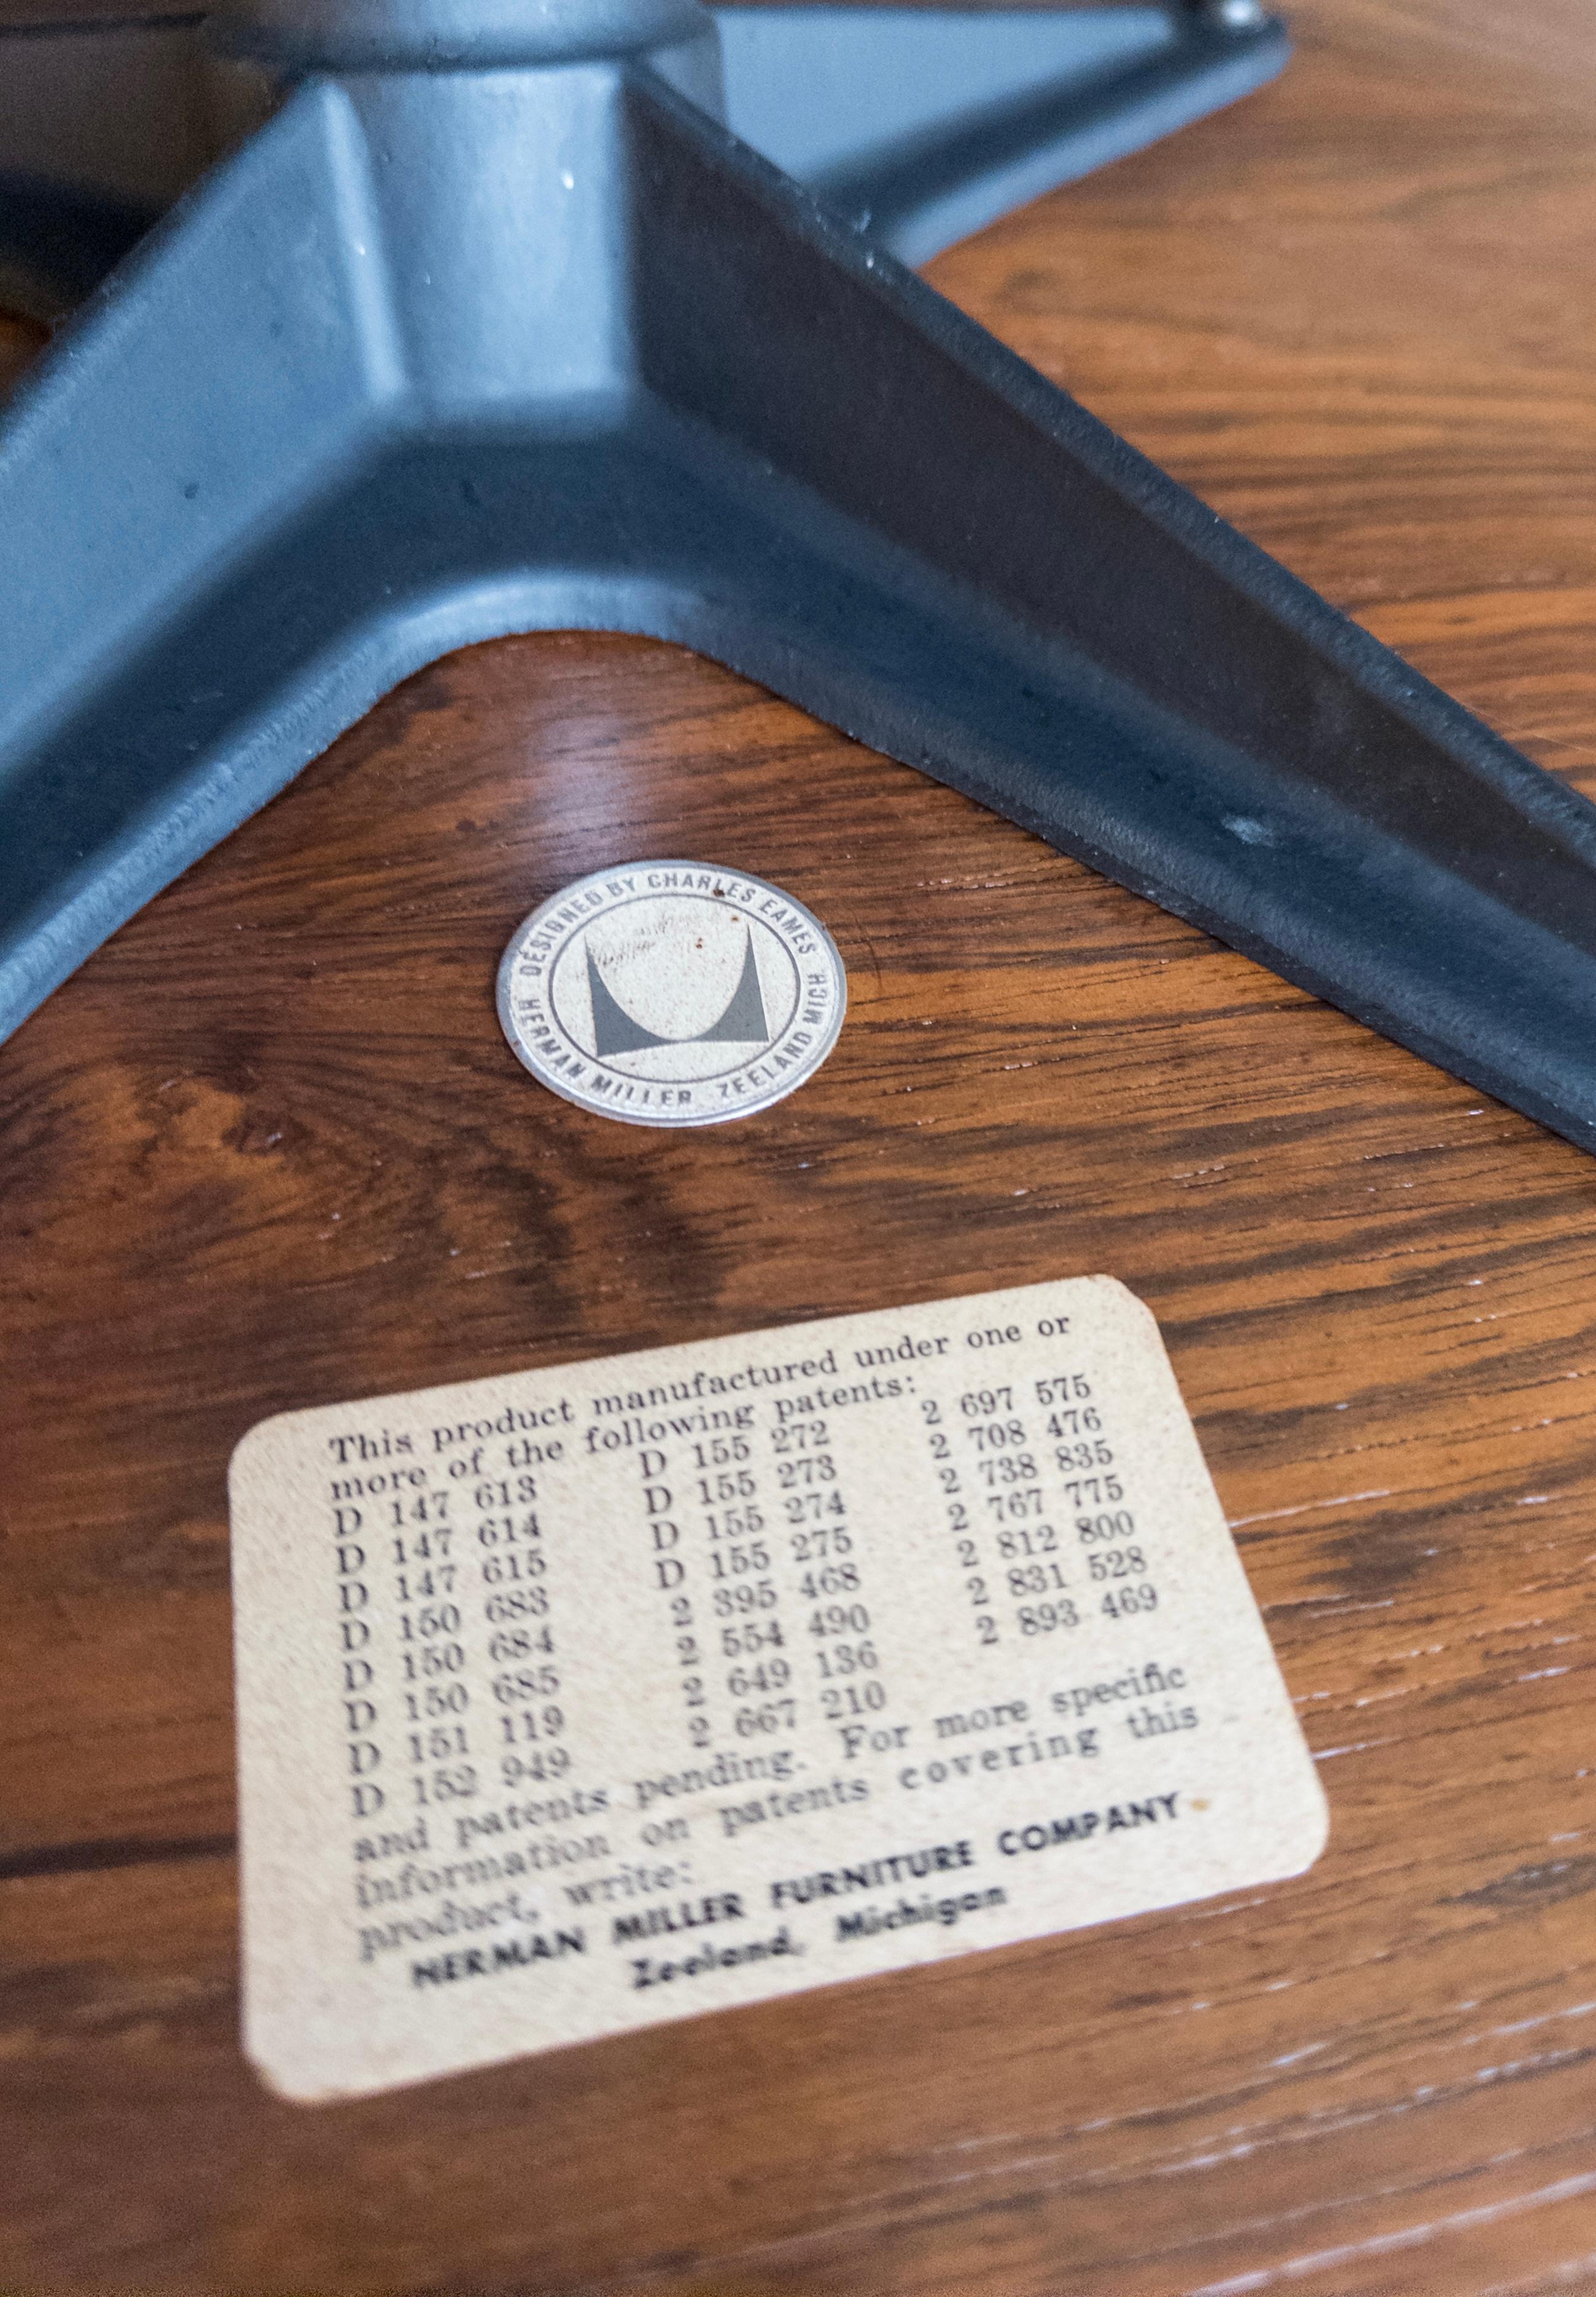 DESIGNED BY CHARLES EAMES
HERMAN MILLER ZEELAND MICH
This product manufactured under one or
more of the following patents:
D 147 613 D 155 272 2 697 575
D 147 614 D 155 273 2 708 476
D 147 615 D 155 274 2 738 835
D 150 683 D 155 275 2 767 775
D 150 684 2 395 468 2 812 800
D 150 685 2 554 490 2 831 528
D 151 119 2 649 136 2 893 469
D 152 949 2 667 210
and patents pending. For more specific
information on patents covering this
product, write:
HERMAN MILLER FURNITURE COMPANY
Zeeland, Michigan